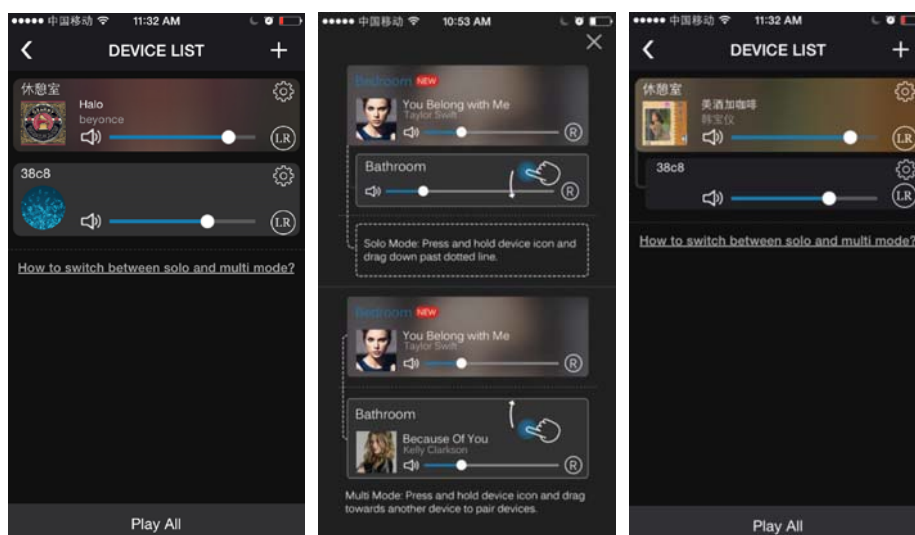 中国移动 11:32 AM
DEVICE LIST
休憩室
Halo
beyonce
LR
38c8
LR
How to switch between solo and multi mode?
Play All
中国移动 10:53 AM
Bedroom NEW
You Belong with Me
Taylor Swift
R
Bathroom
R
Solo Mode: Press and hold device icon and
drag down past dotted line.
Bedroom NEW
You Belong with Me
Taylor Swift
R
Bathroom
Because Of You
Kelly Clarkson
R
Multi Mode: Press and hold device icon and drag
towards another device to pair devices.
中国移动 11:32 AM
DEVICE LIST
休憩室
美酒加咖啡
韩宝仪
LR
38c8
LR
How to switch between solo and multi mode?
Play All